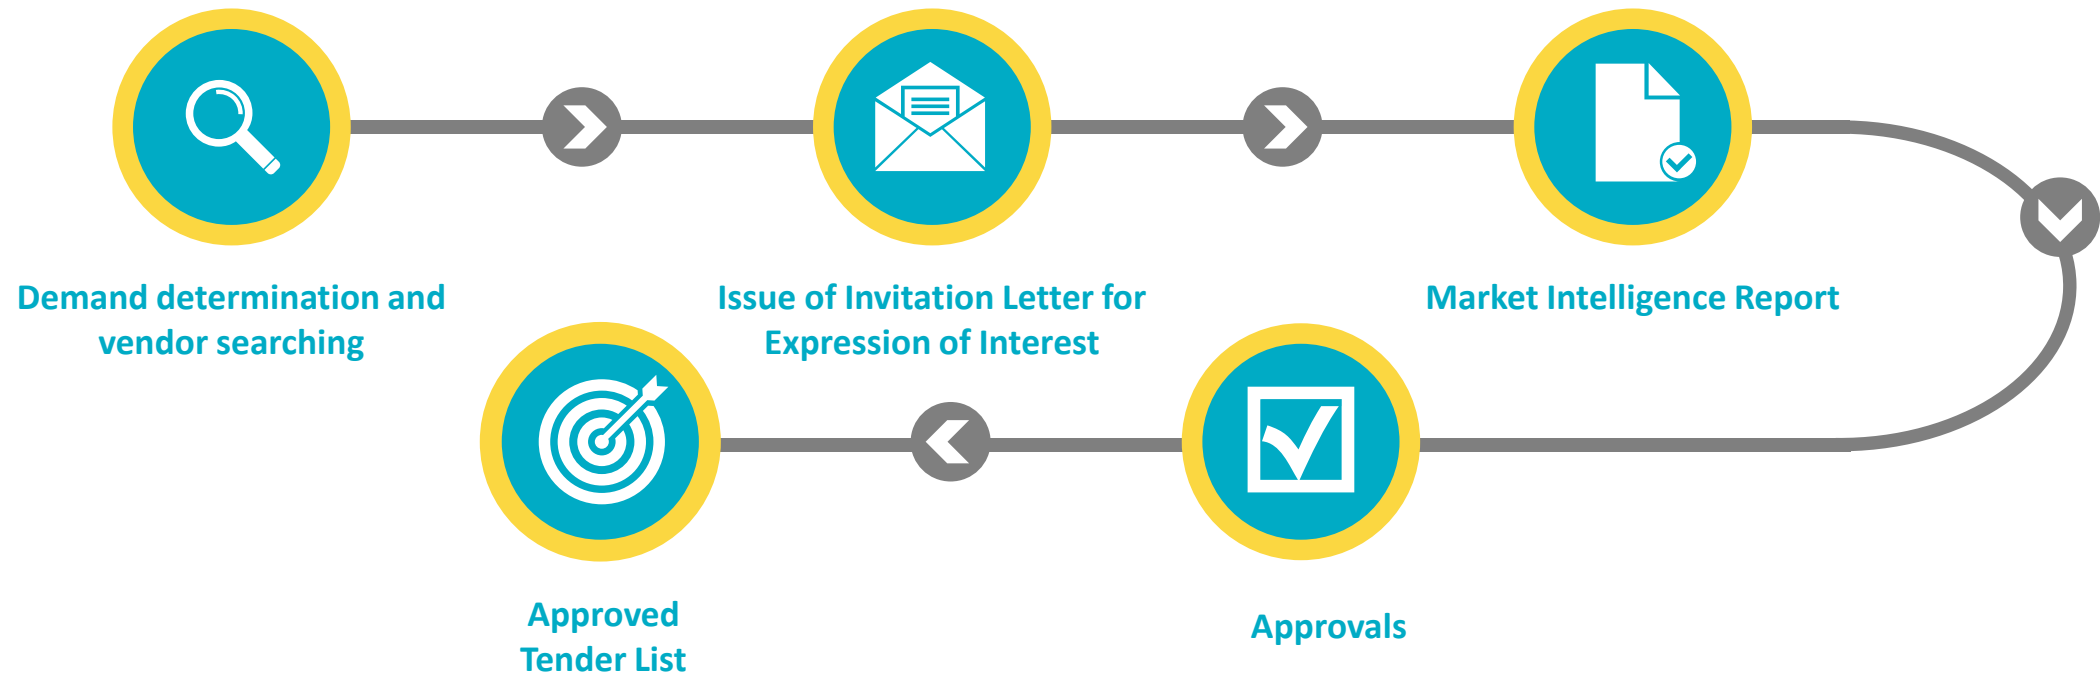 Demand determination and
vendor searching
Issue of Invitation Letter for
Expression of Interest
Market Intelligence Report
Approvals
Approved
Tender List